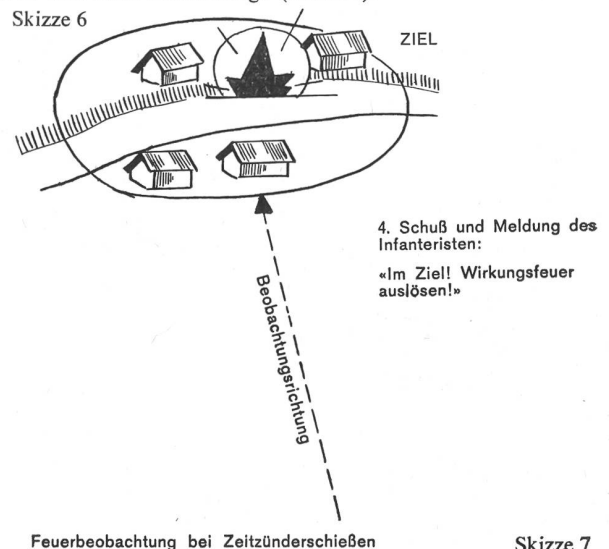 Skizze 6
ZIEL
4. Schuß und Meldung des
Infanteristen:
«Im Ziel! Wirkungsfeuer
auslösen!»
Beobachtungsrichtung
Feuerbeobachtung bei Zeitzünderschießen
Skizze 7